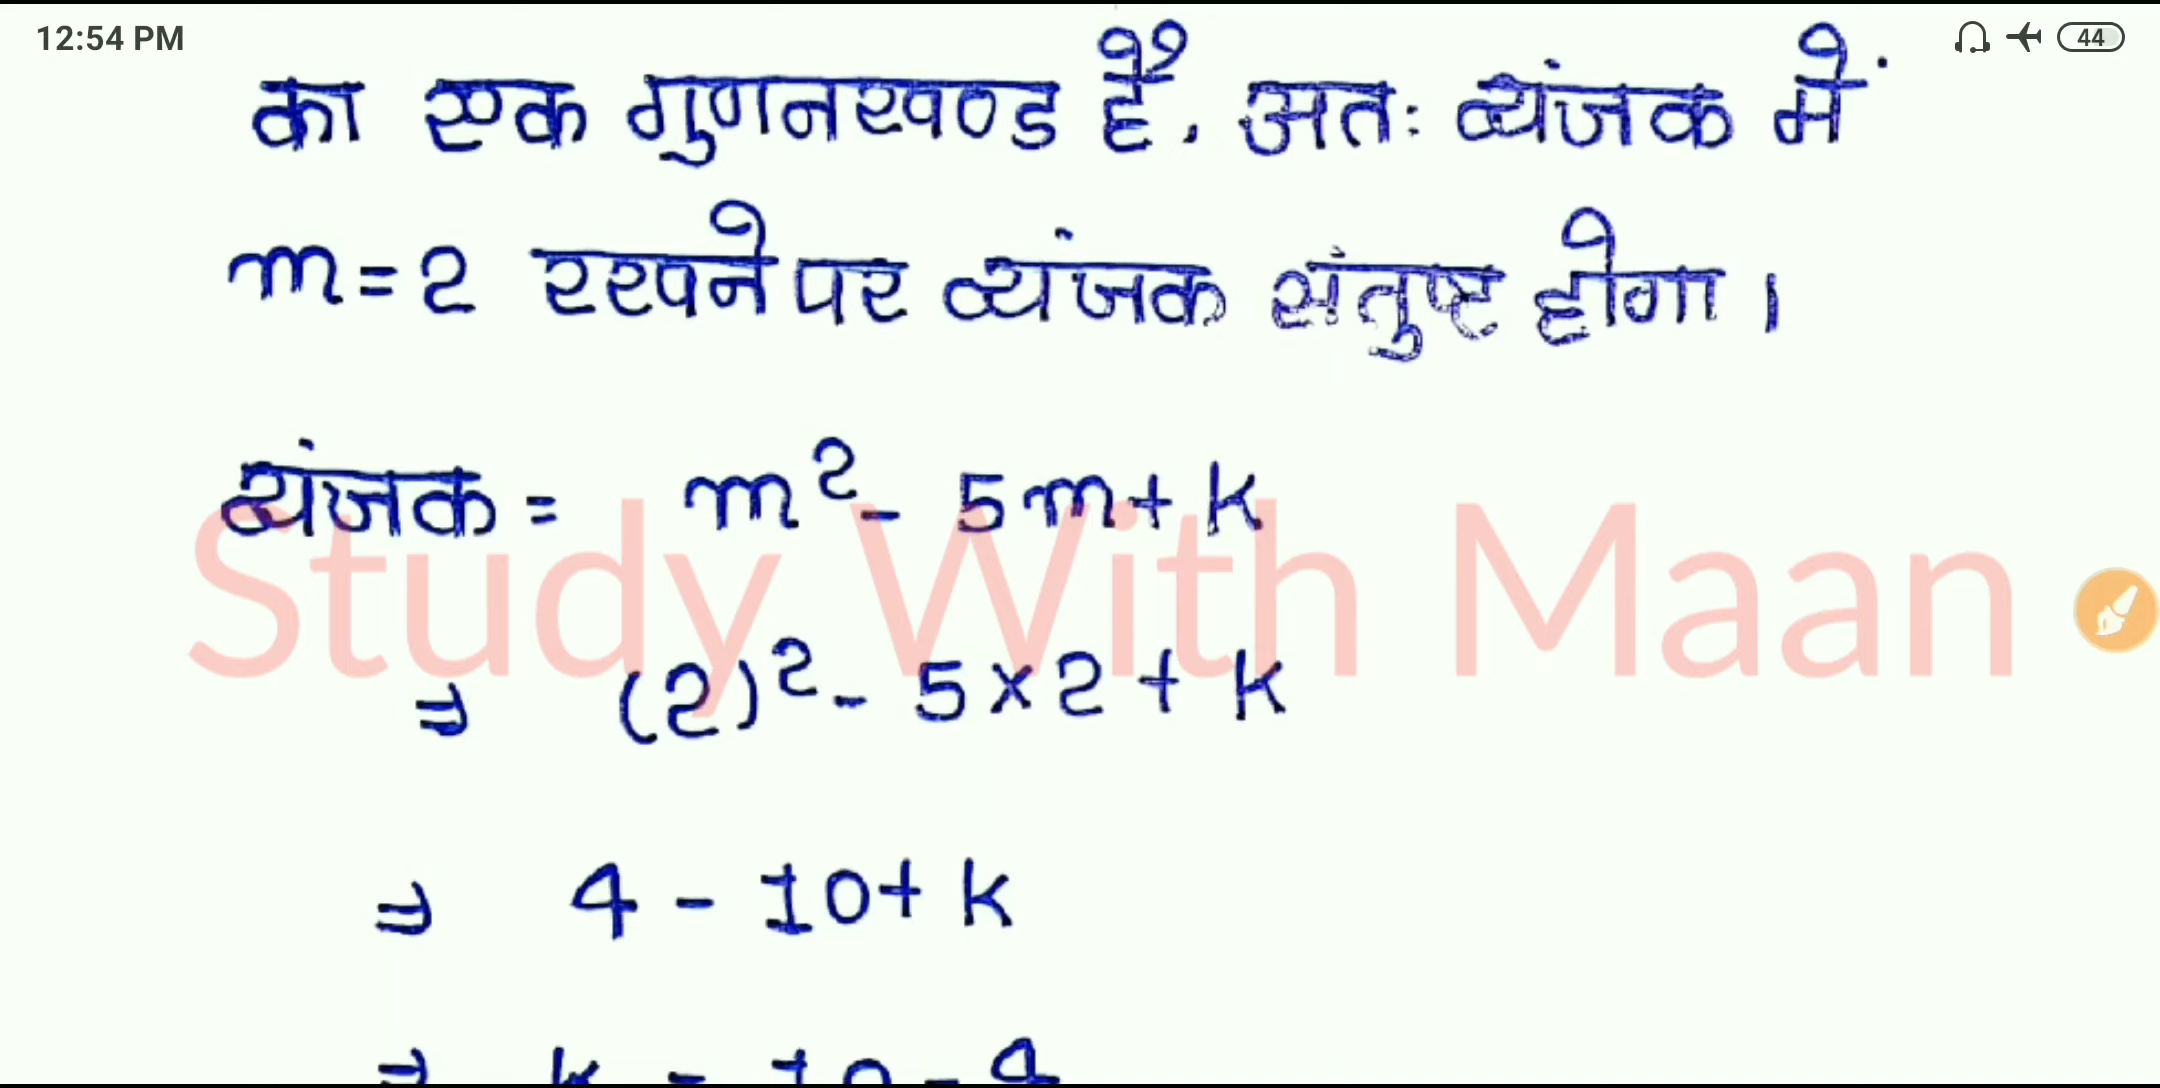 12:54 PM 44
का एक गुणनखण्ड है, अतः व्यंजक में
m=2 रखने पर व्यंजक संतुष्ट होगा।
व्यंजक = m² - 5m + k
Study With Maan
⇒ (2)² - 5×2 + k
⇒ 4 - 10 + k